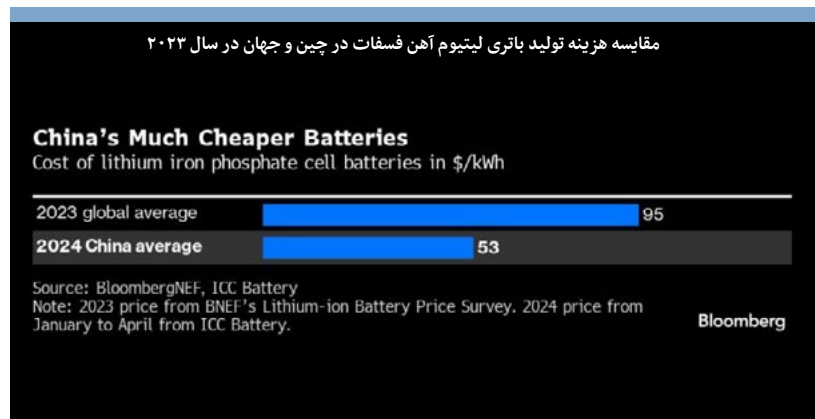 مقایسه هزینه تولید باتری لیتیوم آهن فسفات در چین و جهان در سال ۲۰۲۳
China's Much Cheaper Batteries
Cost of lithium iron phosphate cell batteries in $/kWh
2023 global average 95
2024 China average 53
Source: BloombergNEF, ICC Battery
Note: 2023 price from BNEF's Lithium-ion Battery Price Survey. 2024 price from
January to April from ICC Battery.
Bloomberg